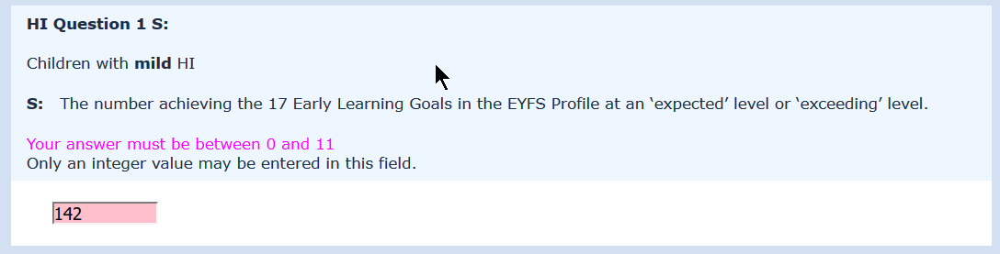 HI Question 1 S:
Children with mild HI
S: The number achieving the 17 Early Learning Goals in the EYFS Profile at an ‘expected’ level or ‘exceeding’ level.
Your answer must be between 0 and 11
Only an integer value may be entered in this field.
142